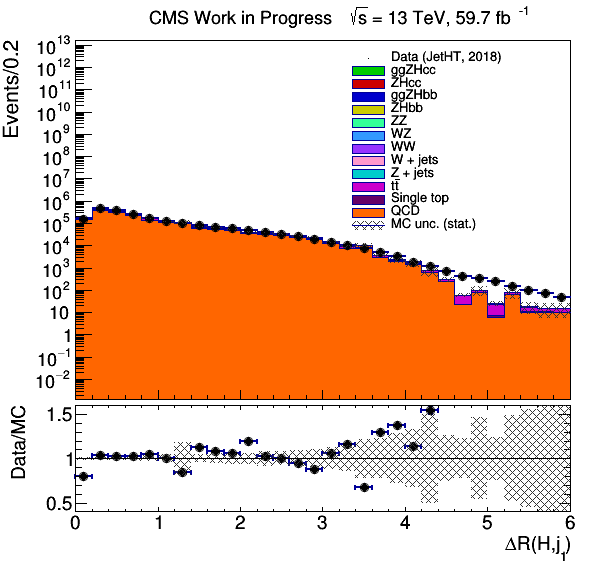 CMS Work in Progress √s = 13 TeV, 59.7 fb⁻¹
Events/0.2
10¹³
10¹²
10¹¹
10¹⁰
10⁹
10⁸
10⁷
10⁶
10⁵
10⁴
10³
10²
10
1
10⁻¹
10⁻²
Data (JetHT, 2018)
ggZHcc
ZHcc
ggZHbb
ZHbb
ZZ
WZ
WW
W + jets
Z + jets
tt̄
Single top
QCD
MC unc. (stat.)
Data/MC
1.5
1
0.5
0 1 2 3 4 5 6
ΔR(H,j₁)